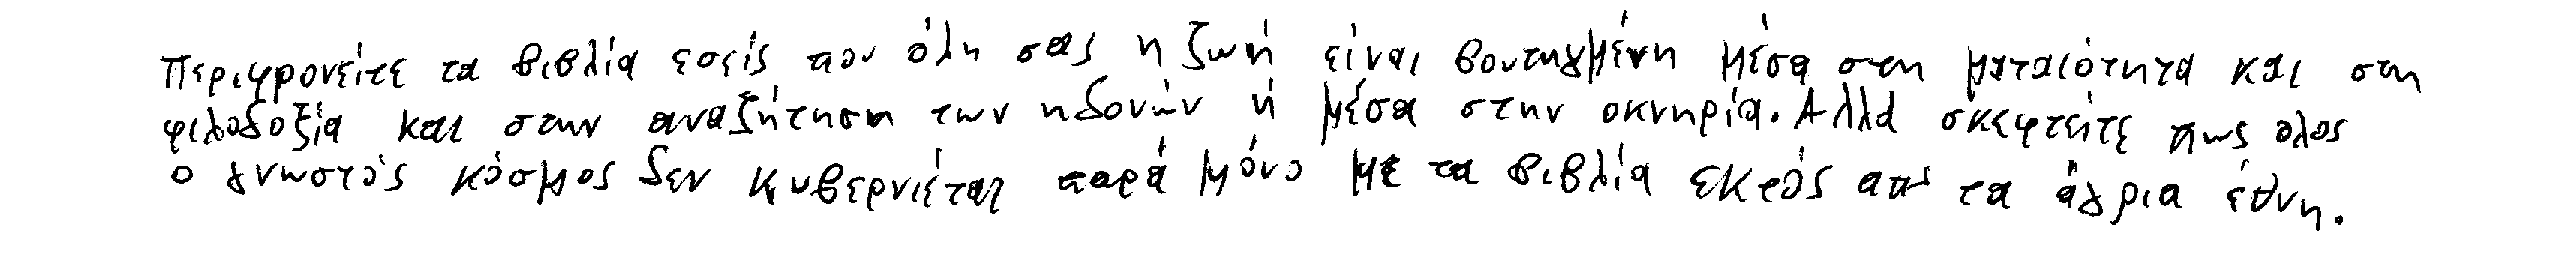 Περιφρονείτε τα βιβλία εσείς που όλη σας η ζωή είναι βουτηγμένη μέσα στη ματαιότητα και στη
φιλοδοξία και στην αναζήτηση των ηδονών ή μέσα στην οκνηρία. Αλλά σκεφτείτε πως όλος
ο γνωστός κόσμος δεν κυβερνιέται παρά μόνο με τα βιβλία εκτός από τα άγρια έθνη.